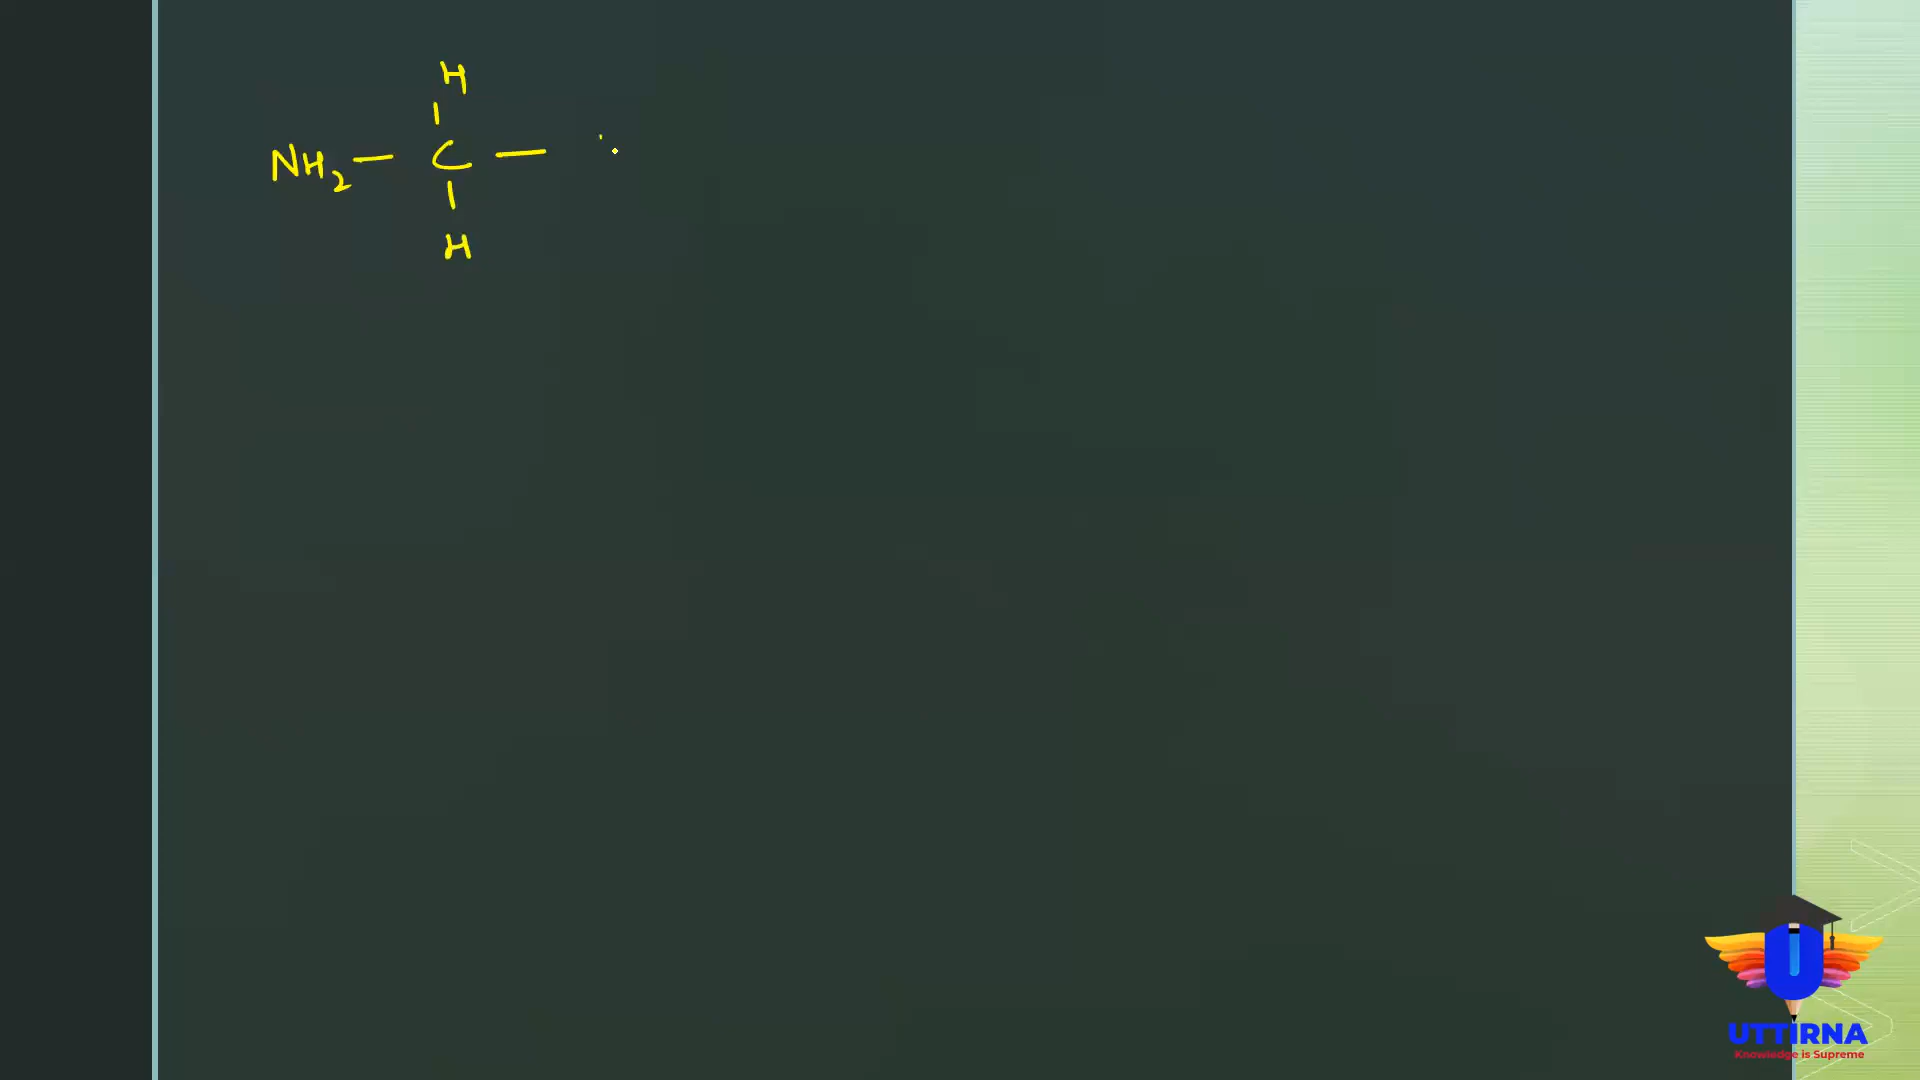 H
NH₂ — C —
H
UTTIRNA
Knowledge is Supreme